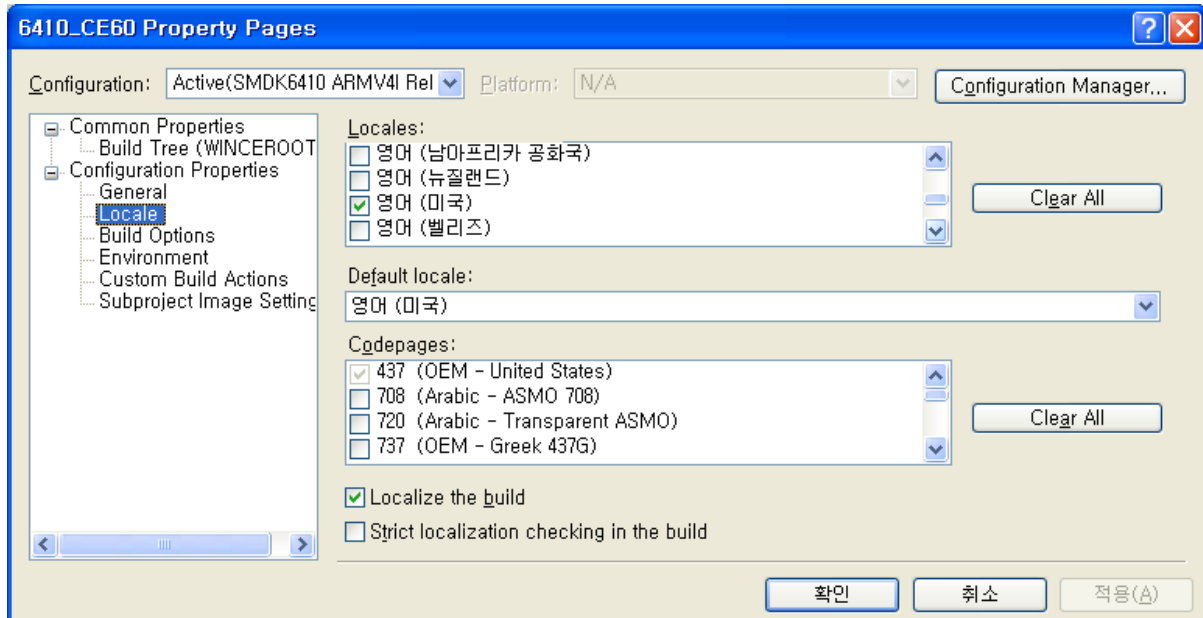 6410_CE60 Property Pages
Configuration: Active(SMDK6410 ARMV4I Rel Platform: N/A Configuration Manager...
Common Properties
Build Tree (WINCEROOT
Configuration Properties
General
Locale
Build Options
Environment
Custom Build Actions
Subproject Image Setting
Locales:
영어 (남아프리카 공화국)
영어 (뉴질랜드)
영어 (미국)
영어 (벨리즈)
Clear All
Default locale:
영어 (미국)
Codepages:
437 (OEM - United States)
708 (Arabic - ASMO 708)
720 (Arabic - Transparent ASMO)
737 (OEM - Greek 437G)
Clear All
Localize the build
Strict localization checking in the build
확인 취소 적용(A)